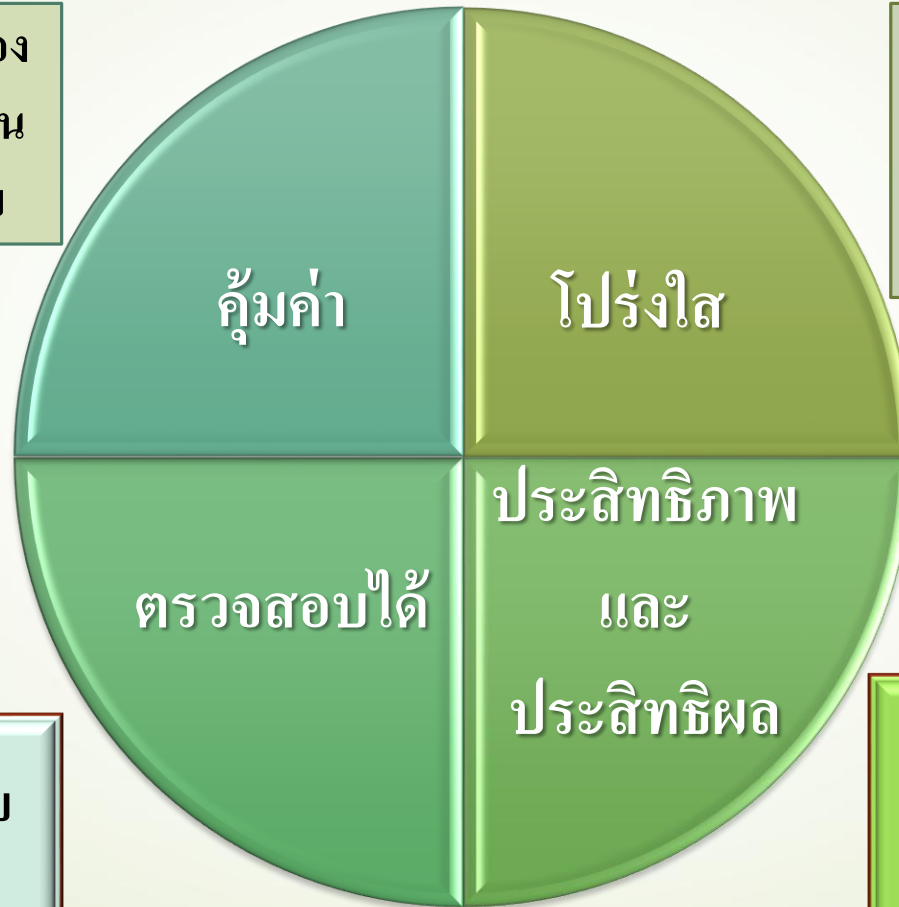 คุ้มค่า
โปร่งใส
ตรวจสอบได้
ประสิทธิภาพ
และ
ประสิทธิผล